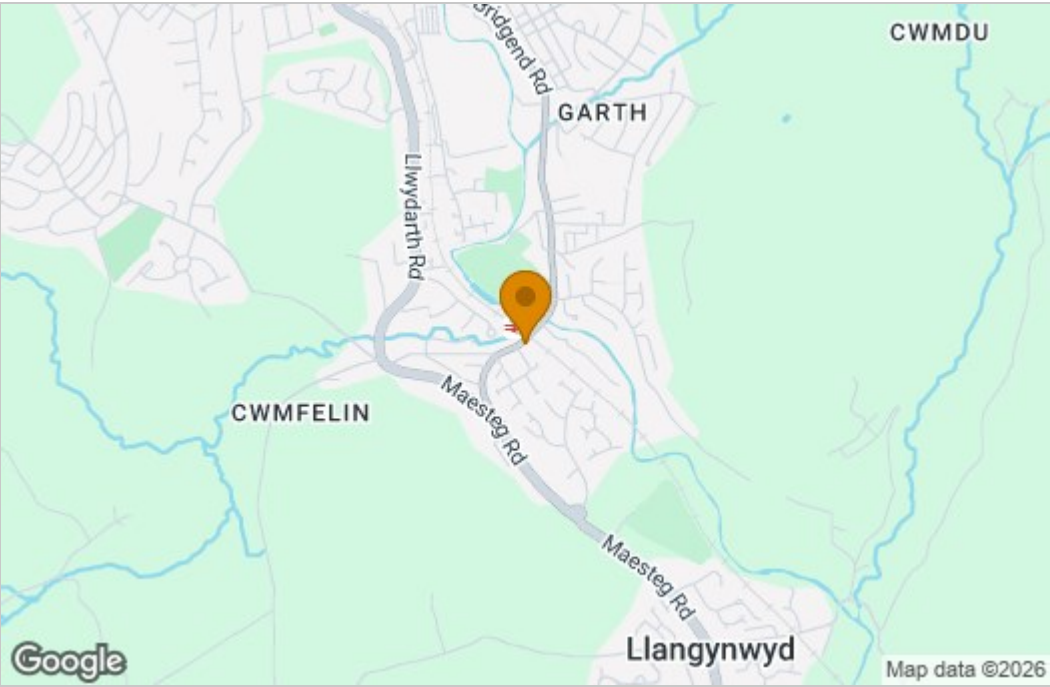 Bridgend Rd
CWMDU
GARTH
Llwydarth Rd
CWMFELIN
Maesteg Rd
Maesteg Rd
Llangynwyd
Google
Map data ©2026